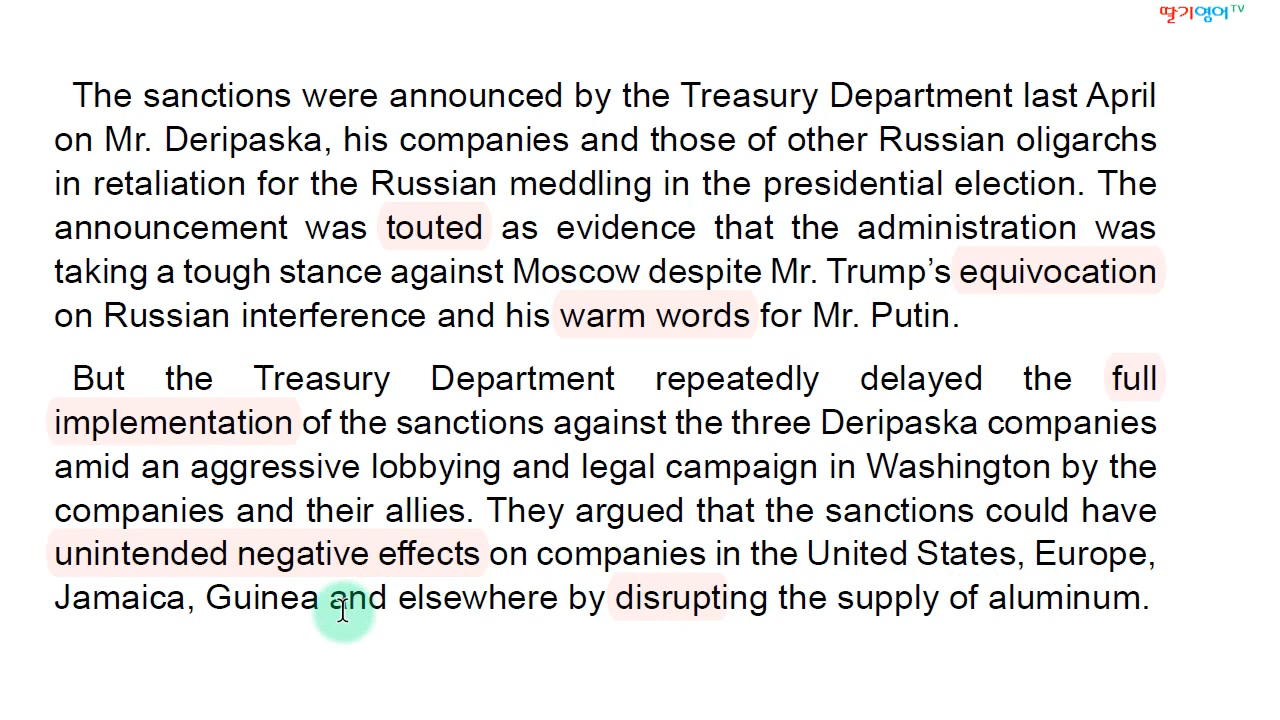 딸기영어TV
The sanctions were announced by the Treasury Department last April
on Mr. Deripaska, his companies and those of other Russian oligarchs
in retaliation for the Russian meddling in the presidential election. The
announcement was touted as evidence that the administration was
taking a tough stance against Moscow despite Mr. Trump’s equivocation
on Russian interference and his warm words for Mr. Putin.
But the Treasury Department repeatedly delayed the full
implementation of the sanctions against the three Deripaska companies
amid an aggressive lobbying and legal campaign in Washington by the
companies and their allies. They argued that the sanctions could have
unintended negative effects on companies in the United States, Europe,
Jamaica, Guinea and elsewhere by disrupting the supply of aluminum.